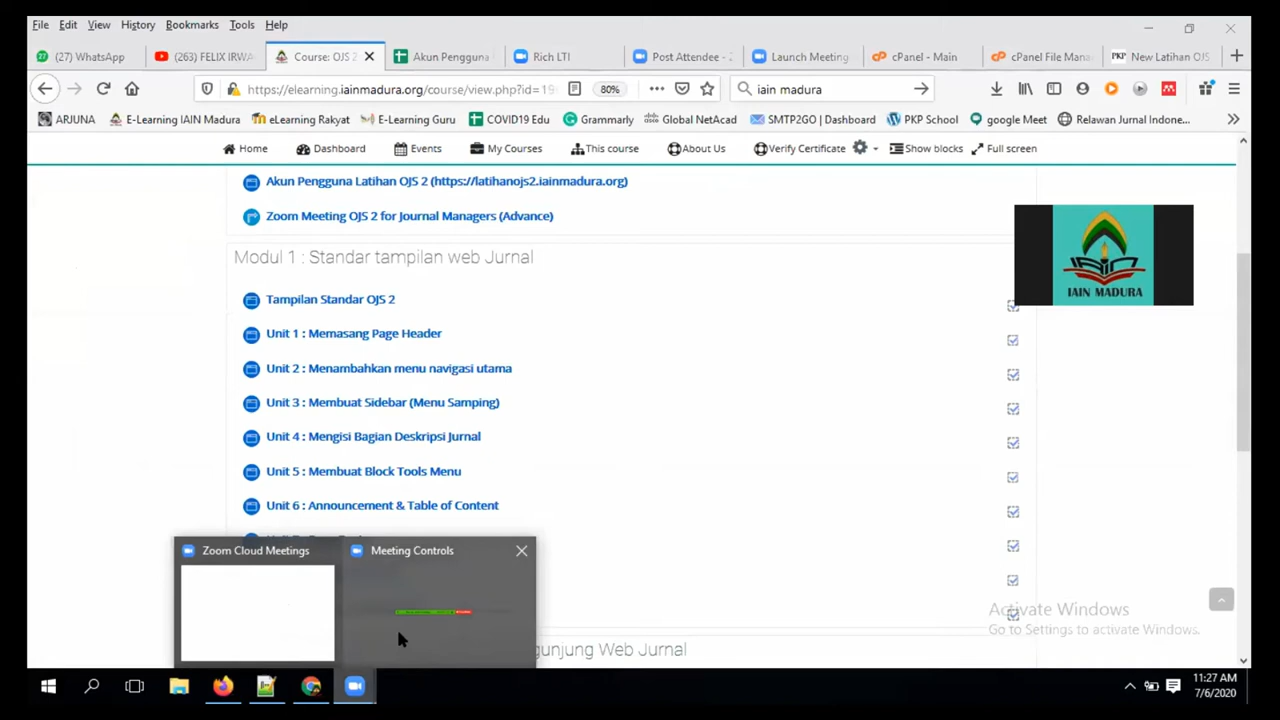 File Edit View History Bookmarks Tools Help
(27) WhatsApp (263) FELIX IRWA Course: OJS 2 Akun Pengguna Rich LTI Post Attendee - Z Launch Meeting cPanel - Main cPanel File Mana New Latihan OJS
https://elearning.iainmadura.org/course/view.php?id=19 80% iain madura
ARJUNA E-Learning IAIN Madura eLearning Rakyat E-Learning Guru COVID19 Edu Grammarly Global NetAcad SMTP2GO | Dashboard PKP School google Meet Relawan Jurnal Indone...
Home Dashboard Events My Courses This course About Us Verify Certificate Show blocks Full screen
Akun Pengguna Latihan OJS 2 (https://latihanojs2.iainmadura.org)
Zoom Meeting OJS 2 for Journal Managers (Advance)
Modul 1 : Standar tampilan web Jurnal
IAIN MADURA
Tampilan Standar OJS 2
Unit 1 : Memasang Page Header
Unit 2 : Menambahkan menu navigasi utama
Unit 3 : Membuat Sidebar (Menu Samping)
Unit 4 : Mengisi Bagian Deskripsi Jurnal
Unit 5 : Membuat Block Tools Menu
Unit 6 : Announcement & Table of Content
Zoom Cloud Meetings Meeting Controls
Activate Windows
Go to Settings to activate Windows.
gunjung Web Jurnal
11:27 AM
7/6/2020